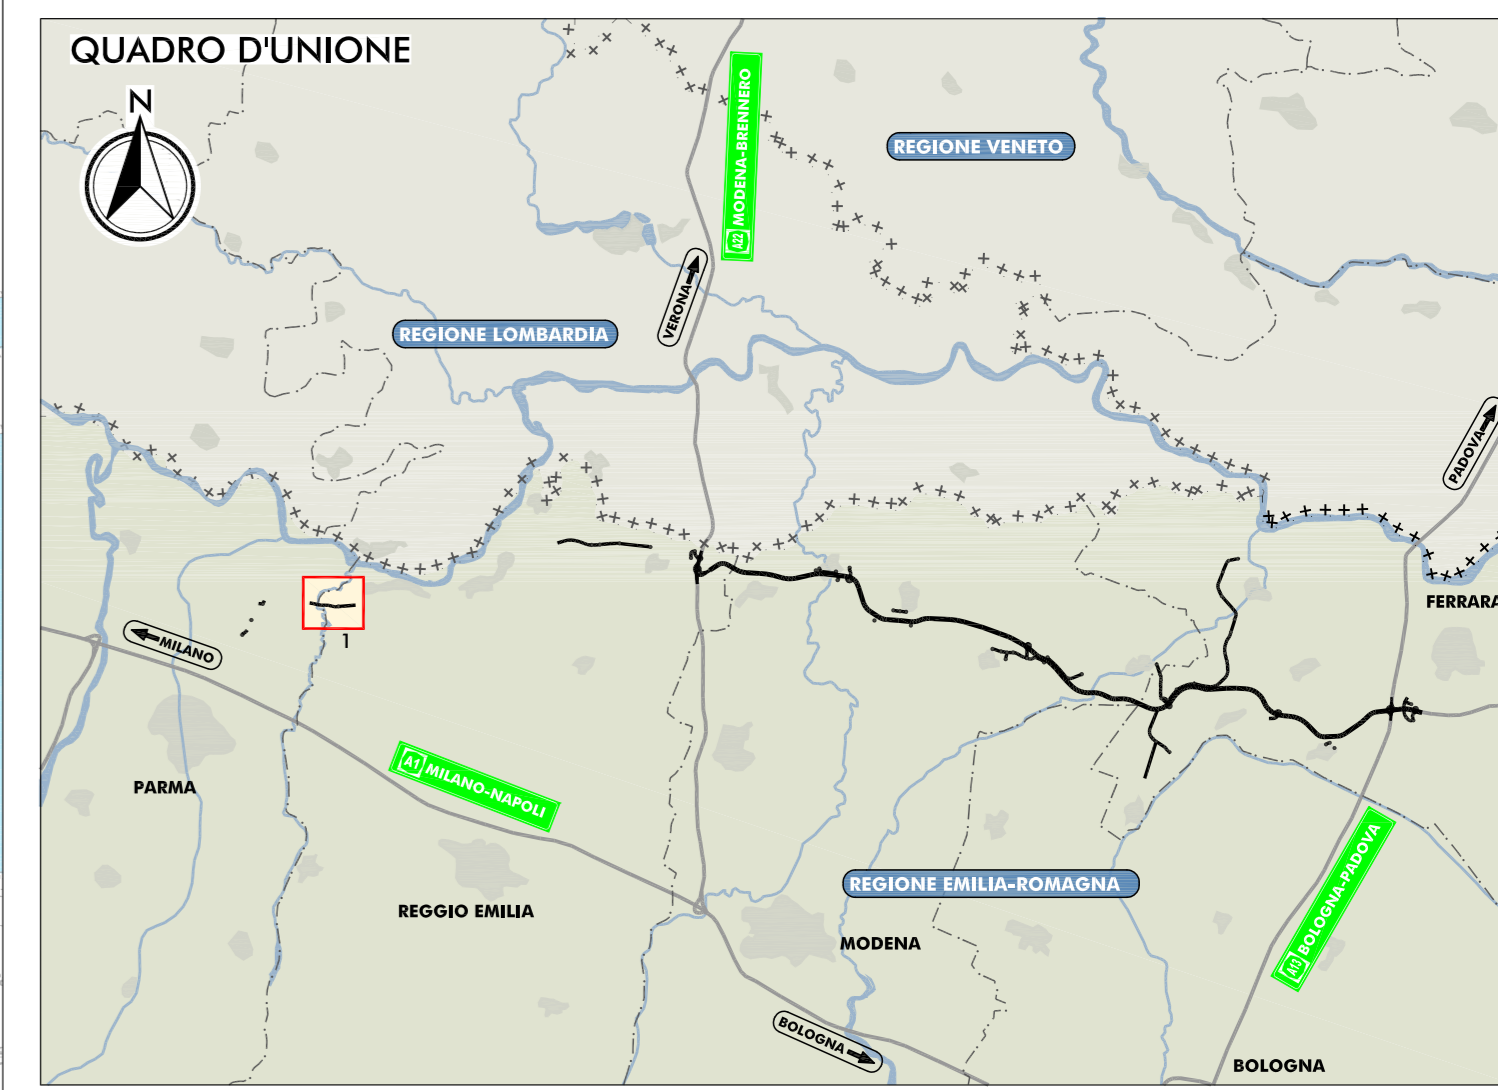 QUADRO D'UNIONE
N
A22 MODENA-BRENNERO
REGIONE VENETO
VERONA
REGIONE LOMBARDIA
PADOVA
FERRARA
1
MILANO
PARMA
A1 MILANO-NAPOLI
REGIONE EMILIA-ROMAGNA
A13 BOLOGNA-PADOVA
REGGIO EMILIA
MODENA
BOLOGNA
BOLOGNA